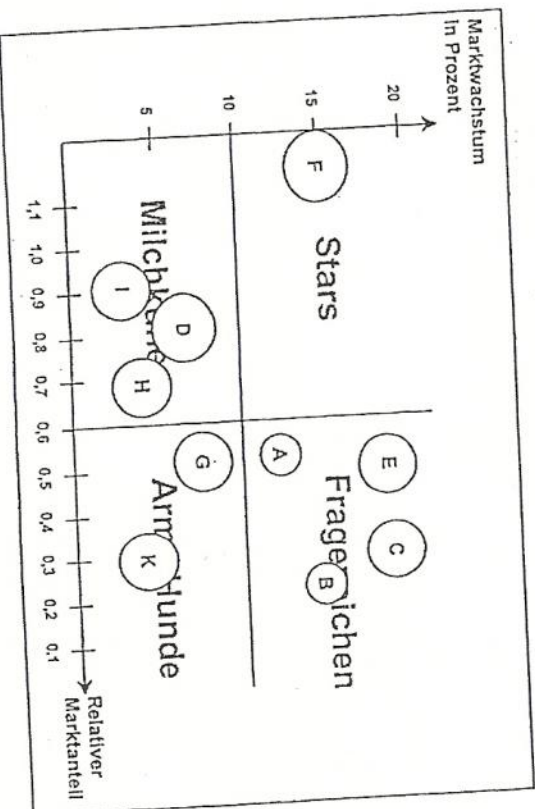 Marktwachstum
in Prozent
20
15
10
5
Stars
Fragezeichen
Milchkühe
Arme Hunde
F
E
C
A
B
I
D
H
G
K
1,1
1,0
0,9
0,8
0,7
0,6
0,5
0,4
0,3
0,2
0,1
Relativer
Marktanteil